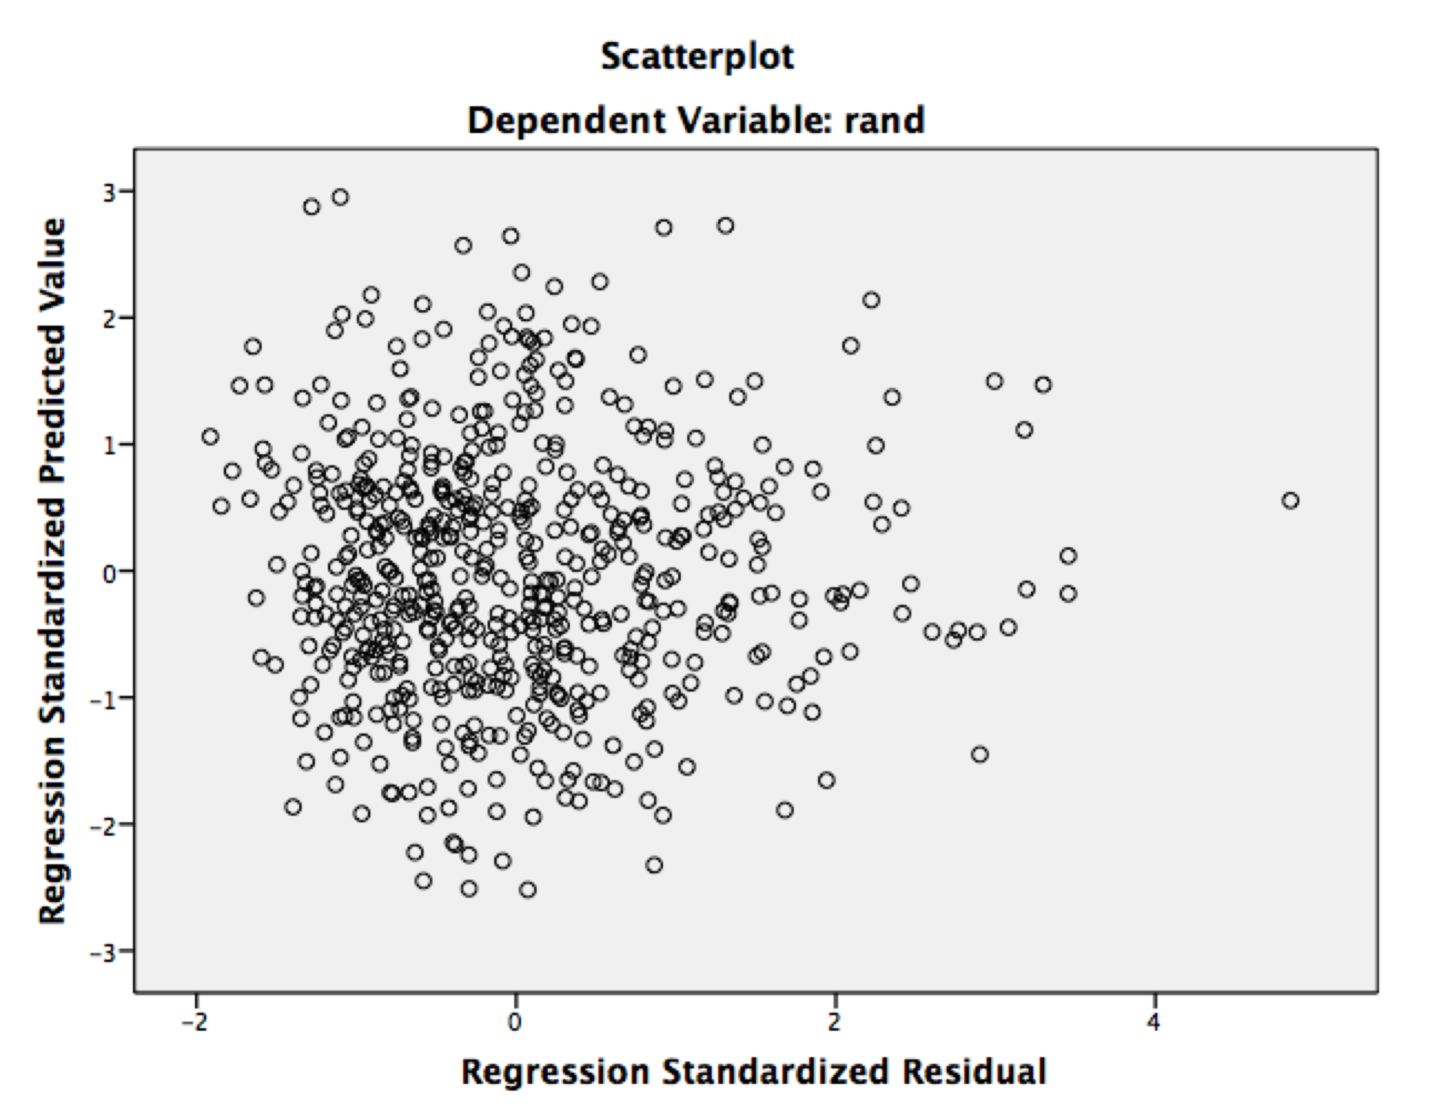 Scatterplot
Dependent Variable: rand
Regression Standardized Predicted Value
3
2
1
0
−1
−2
−3
−2
0
2
4
Regression Standardized Residual